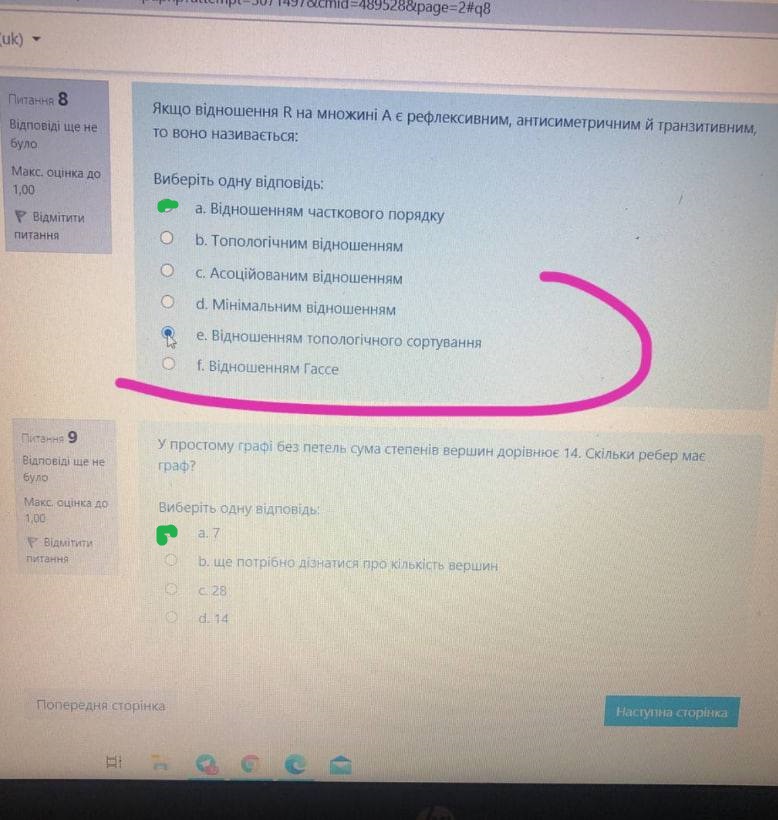 =489528&page=2#q8
(uk)
Питання 8
Відповіді ще не
було
Макс. оцінка до
1,00
Відмітити
питання
Якщо відношення R на множині A є рефлексивним, антисиметричним й транзитивним,
то воно називається:
Виберіть одну відповідь:
a. Відношенням часткового порядку
b. Топологічним відношенням
c. Асоційованим відношенням
d. Мінімальним відношенням
e. Відношенням топологічного сортування
f. Відношенням Гассе
Питання 9
Відповіді ще не
було
Макс. оцінка до
1,00
Відмітити
питання
У простому графі без петель сума степенів вершин дорівнює 14. Скільки ребер має
граф?
Виберіть одну відповідь:
a. 7
b. ще потрібно дізнатися про кількість вершин
c. 28
d. 14
Попередня сторінка
Наступна сторінка